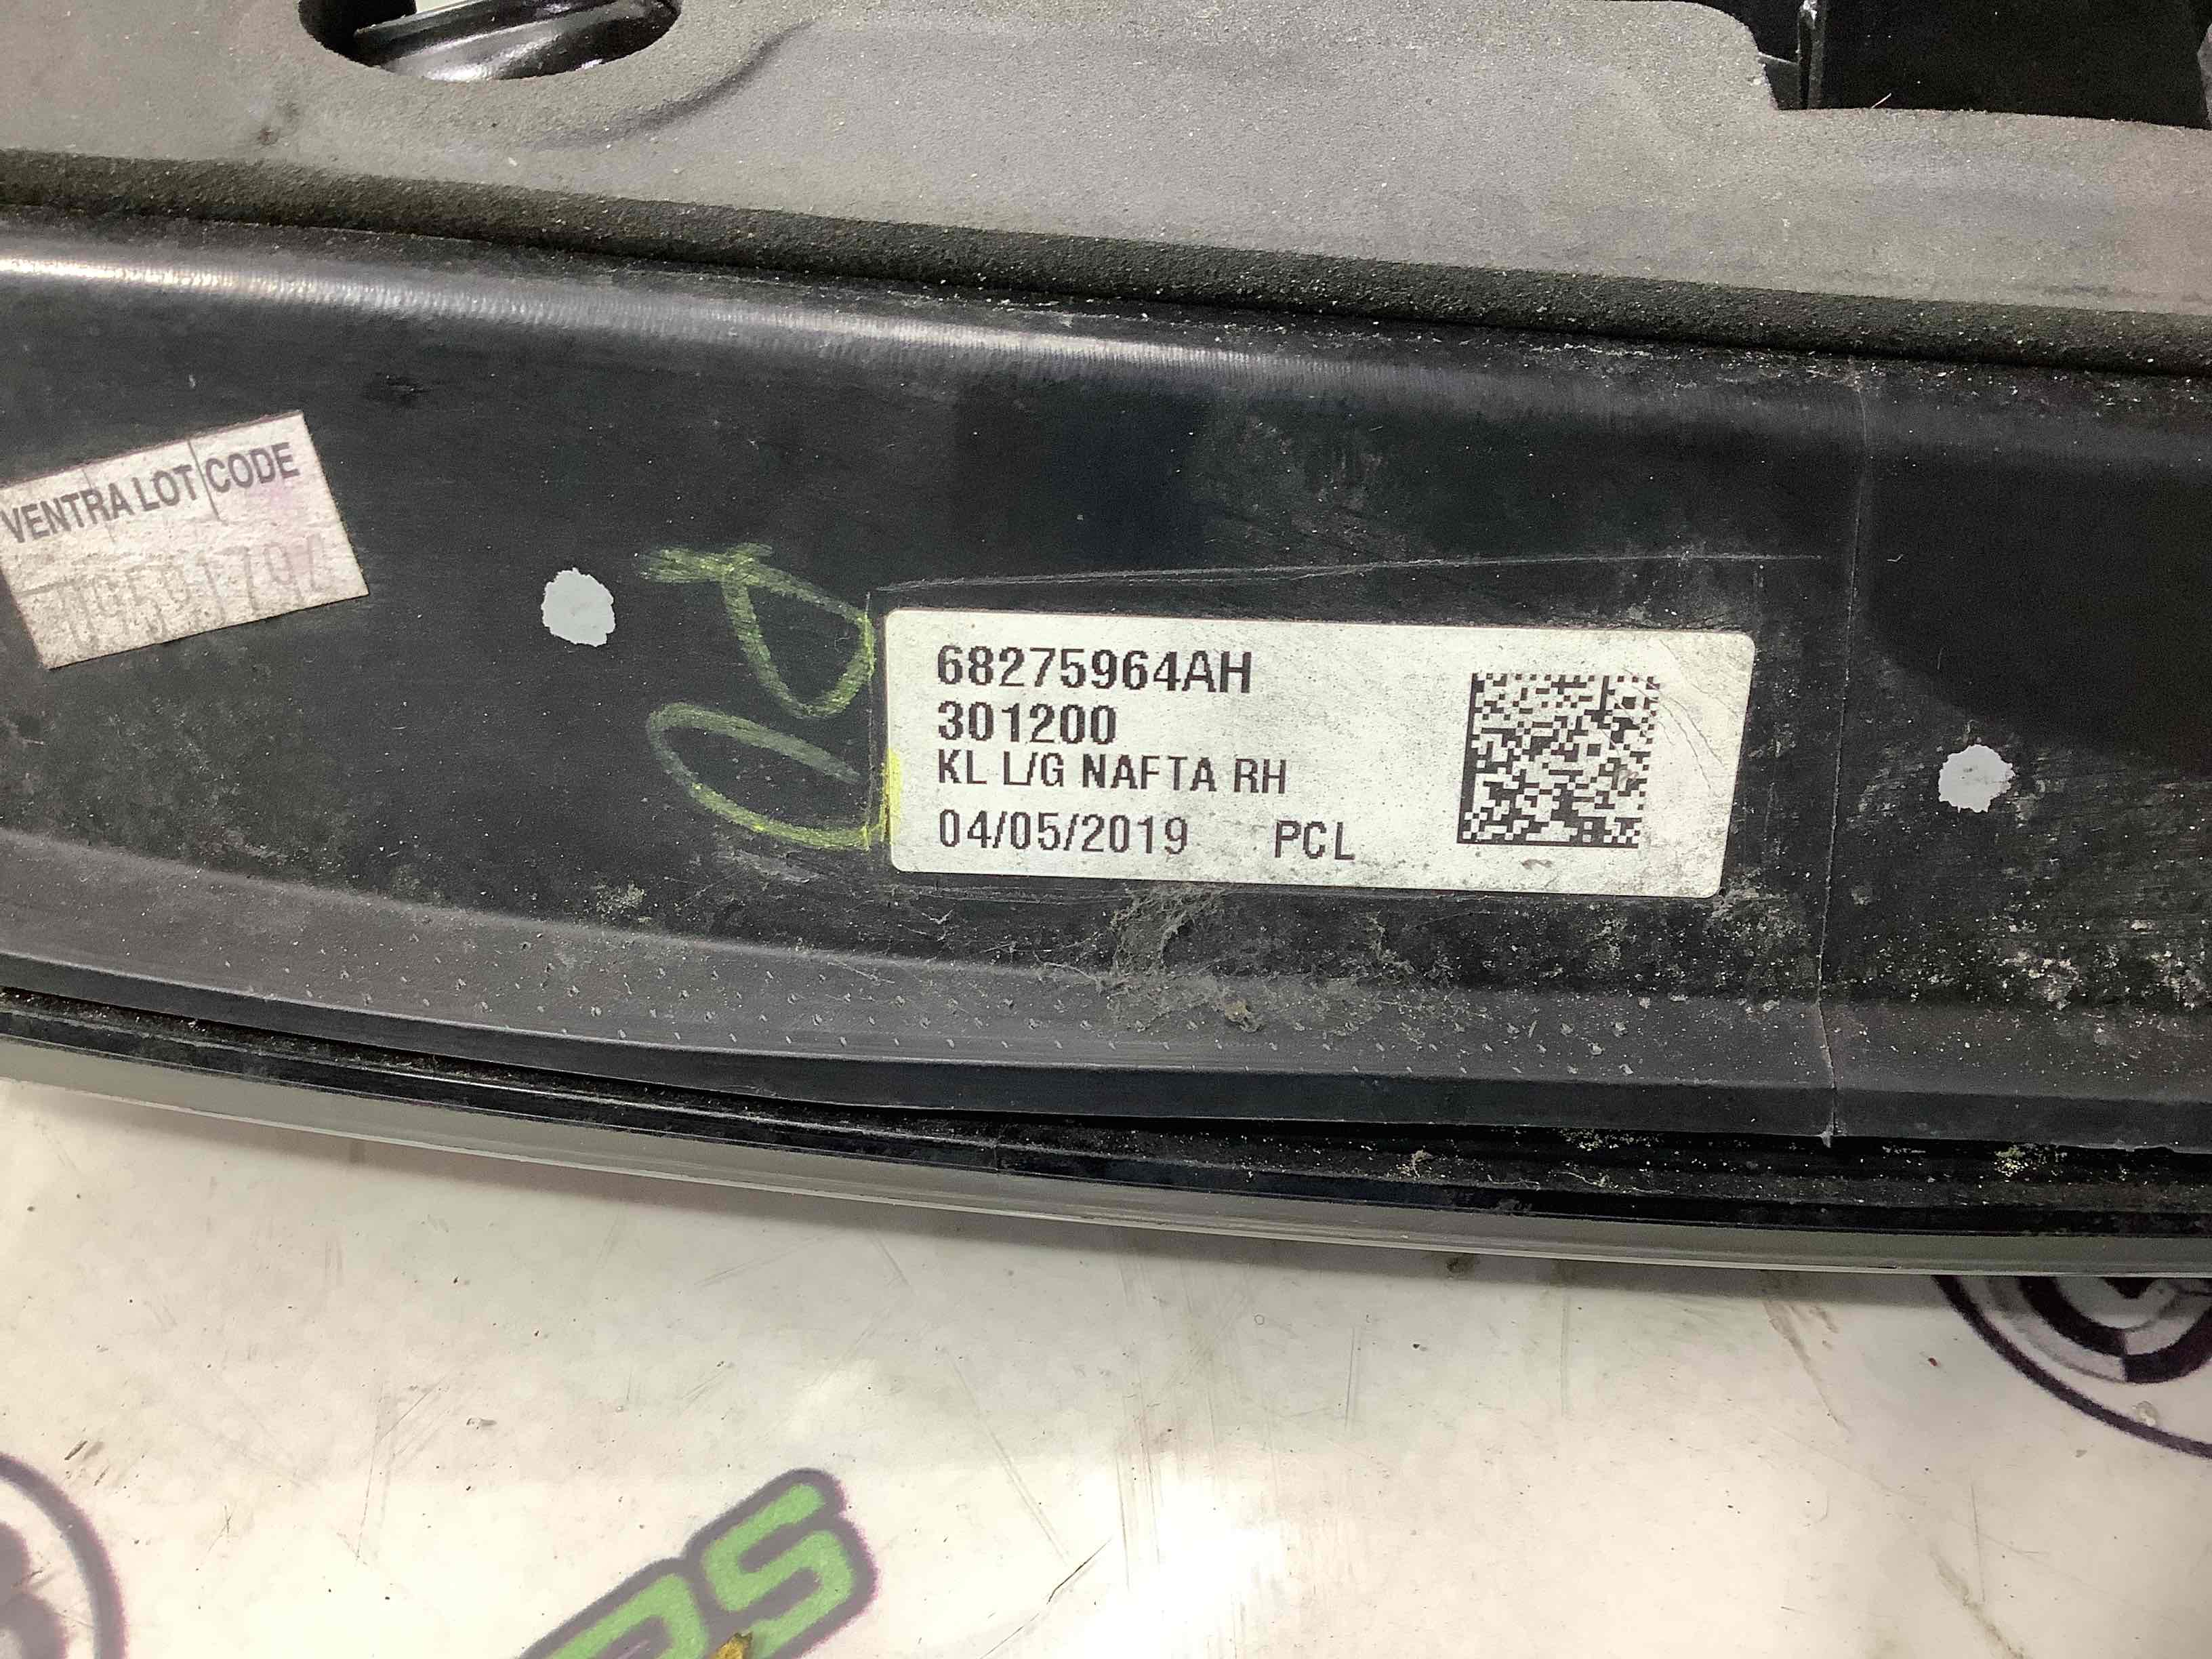 VENTRA LOT CODE
68275964AH
301200
KL L/G NAFTA RH
04/05/2019 PCL